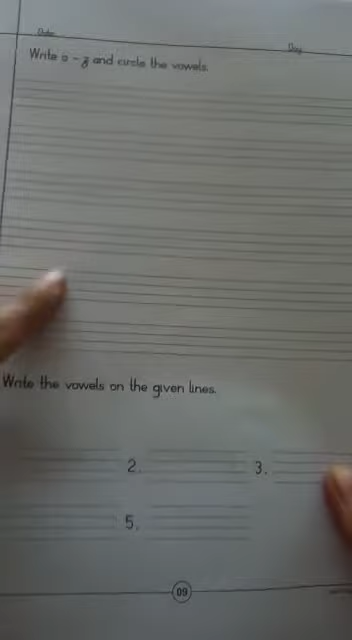 Date
Day
Write a - z and circle the vowels.
Write the vowels on the given lines.
2. 3.
5.
09